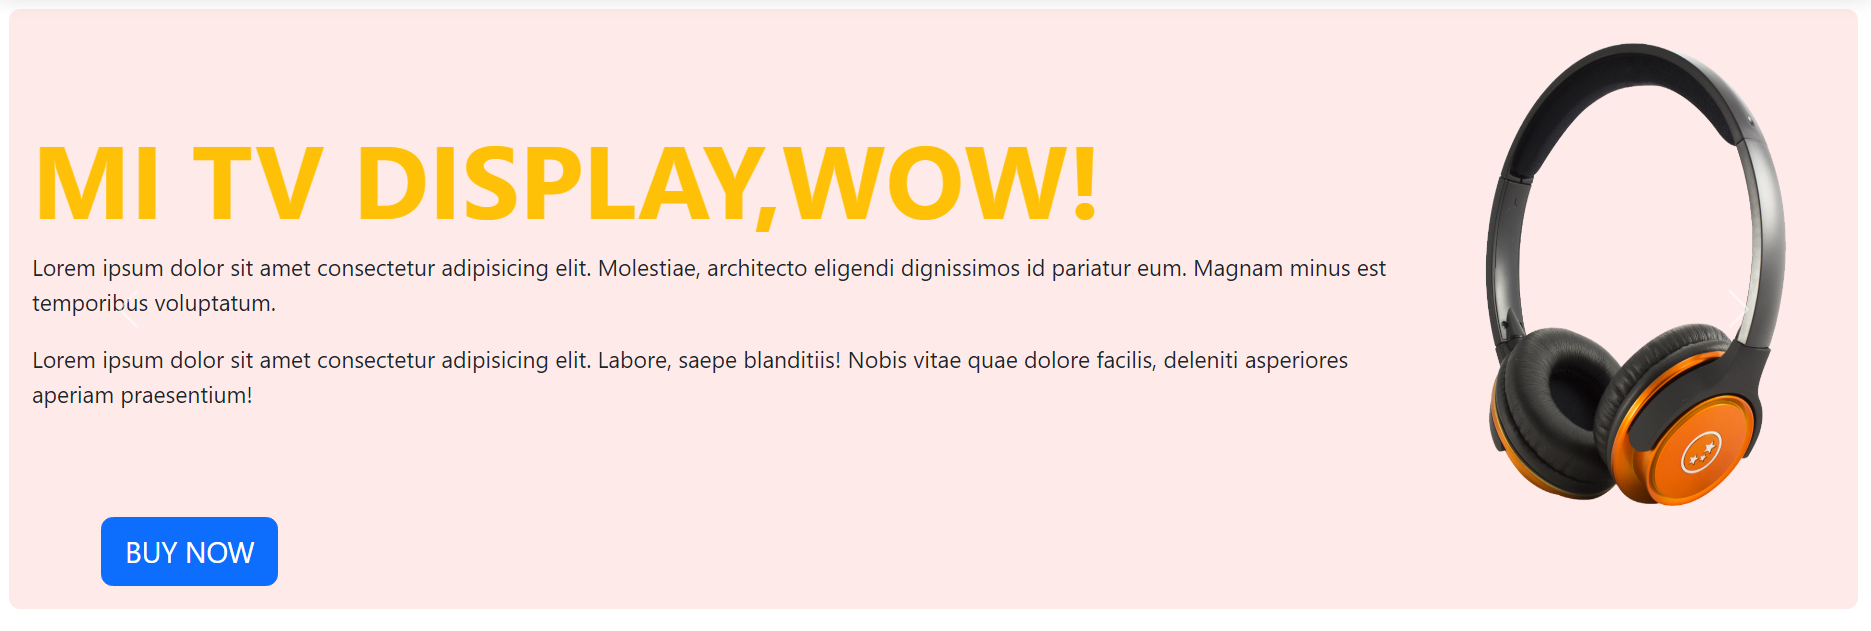 MI TV DISPLAY,WOW!
Lorem ipsum dolor sit amet consectetur adipisicing elit. Molestiae, architecto eligendi dignissimos id pariatur eum. Magnam minus est
temporibus voluptatum.
Lorem ipsum dolor sit amet consectetur adipisicing elit. Labore, saepe blanditiis! Nobis vitae quae dolore facilis, deleniti asperiores
aperiam praesentium!
BUY NOW